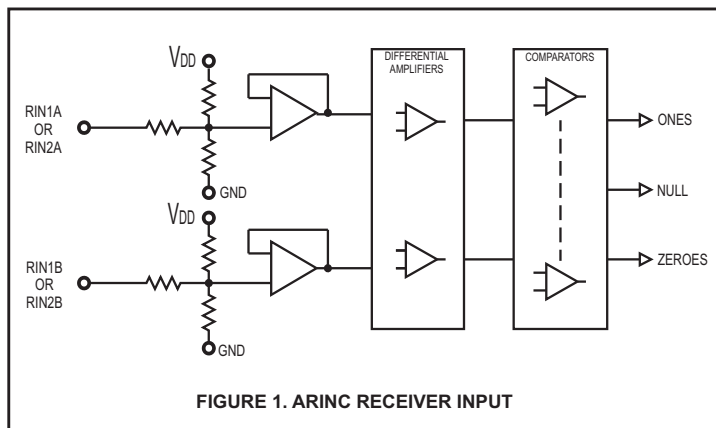 VDD
DIFFERENTIAL
AMPLIFIERS
COMPARATORS
RIN1A
OR
RIN2A
ONES
GND
NULL
VDD
RIN1B
OR
RIN2B
ZEROES
GND
FIGURE 1. ARINC RECEIVER INPUT